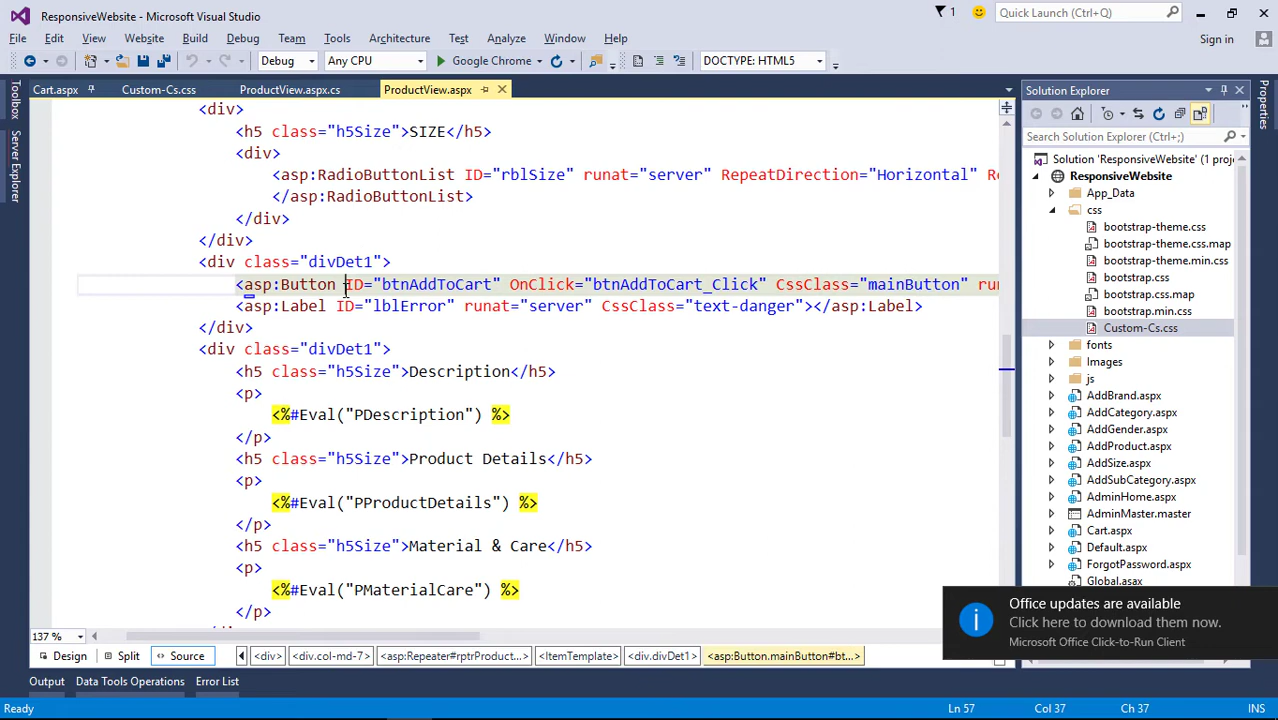 ResponsiveWebsite - Microsoft Visual Studio
1
Quick Launch (Ctrl+Q)
File Edit View Website Build Debug Team Tools Architecture Test Analyze Window Help
Sign in
Debug Any CPU Google Chrome DOCTYPE: HTML5
Cart.aspx Custom-Cs.css ProductView.aspx.cs ProductView.aspx
Toolbox
Server Explorer
Properties
<div>
<h5 class="h5Size">SIZE</h5>
<div>
<asp:RadioButtonList ID="rblSize" runat="server" RepeatDirection="Horizontal"
</asp:RadioButtonList>
</div>
</div>
<div class="divDet1">
<asp:Button ID="btnAddToCart" OnClick="btnAddToCart_Click" CssClass="mainButton"
<asp:Label ID="lblError" runat="server" CssClass="text-danger"></asp:Label>
</div>
<div class="divDet1">
<h5 class="h5Size">Description</h5>
<p>
<%#Eval("PDescription") %>
</p>
<h5 class="h5Size">Product Details</h5>
<p>
<%#Eval("PProductDetails") %>
</p>
<h5 class="h5Size">Material & Care</h5>
<p>
<%#Eval("PMaterialCare") %>
</p>
137 %
Design Split Source <div> <div.col-md-7> <asp:Repeater#rptrProduct...> <ItemTemplate> <div.divDet1> <asp:Button.mainButton#bt...>
Output Data Tools Operations Error List
Ready Ln 57 Col 37 Ch 37 INS
Solution Explorer
Search Solution Explorer (Ctrl+;)
Solution 'ResponsiveWebsite' (1 proje
ResponsiveWebsite
App_Data
css
bootstrap-theme.css
bootstrap-theme.css.map
bootstrap-theme.min.css
bootstrap.css
bootstrap.css.map
bootstrap.min.css
Custom-Cs.css
fonts
Images
js
AddBrand.aspx
AddCategory.aspx
AddGender.aspx
AddProduct.aspx
AddSize.aspx
AddSubCategory.aspx
AdminHome.aspx
AdminMaster.master
Cart.aspx
Default.aspx
ForgotPassword.aspx
Global.asax
Office updates are available
Click here to download them now.
Microsoft Office Click-to-Run Client